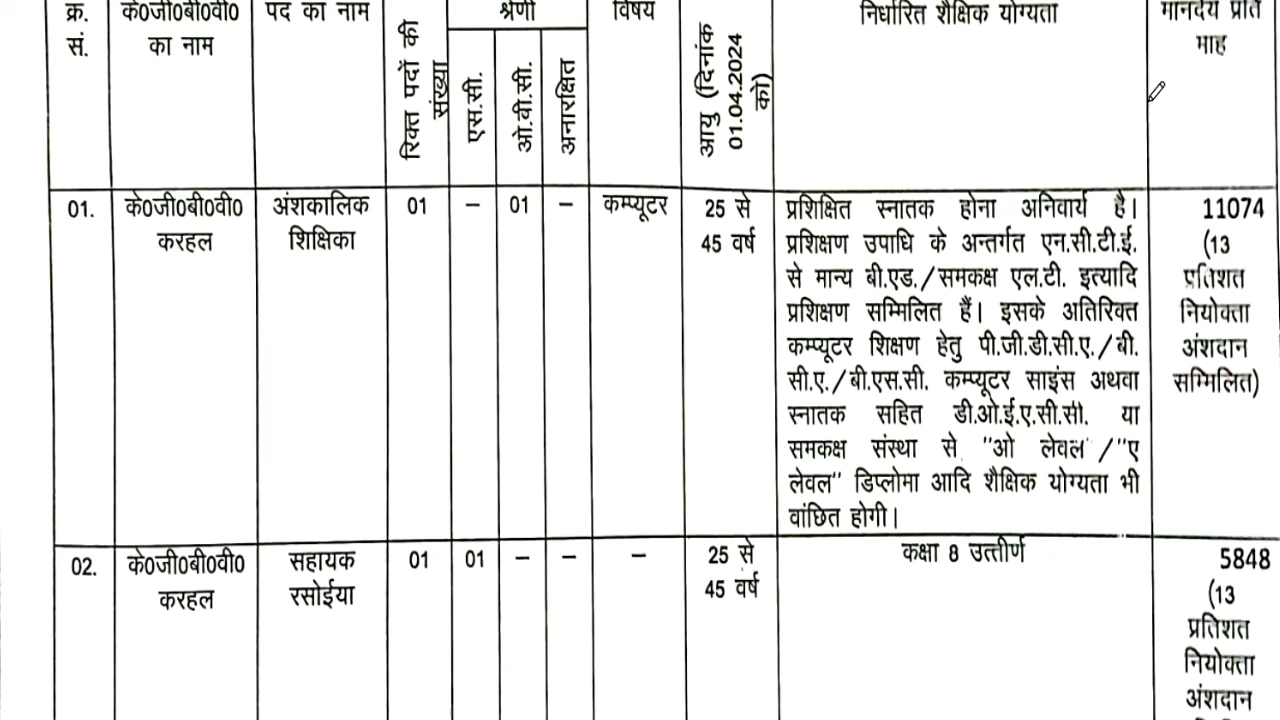 क्र. सं.
के0जी0बी0वी0 का नाम
पद का नाम
रिक्त पदों की संख्या
श्रेणी
एस.सी.
ओ.वी.सी.
अनारक्षित
विषय
आयु (दिनांक 01.04.2024 को)
निर्धारित शैक्षिक योग्यता
मानदेय प्रति माह
01.
के0जी0बी0वी0
करहल
अंशकालिक
शिक्षिका
01
–
01
–
कम्प्यूटर
25 से
45 वर्ष
प्रशिक्षित स्नातक होना अनिवार्य है।
प्रशिक्षण उपाधि के अन्तर्गत एन.सी.टी.ई.
से मान्य बी.एड./समकक्ष एल.टी. इत्यादि
प्रशिक्षण सम्मिलित हैं। इसके अतिरिक्त
कम्प्यूटर शिक्षण हेतु पी.जी.डी.सी.ए./बी.
सी.ए./बी.एस.सी. कम्प्यूटर साइंस अथवा
स्नातक सहित डी.ओ.ई.ए.सी.सी. या
समकक्ष संस्था से "ओ लेवल"/"ए
लेवल" डिप्लोमा आदि शैक्षिक योग्यता भी
वांछित होगी।
11074
(13
प्रतिशत
नियोक्ता
अंशदान
सम्मिलित)
02.
के0जी0बी0वी0
करहल
सहायक
रसोईया
01
01
–
–
–
25 से
45 वर्ष
कक्षा 8 उत्तीर्ण
5848
(13
प्रतिशत
नियोक्ता
अंशदान